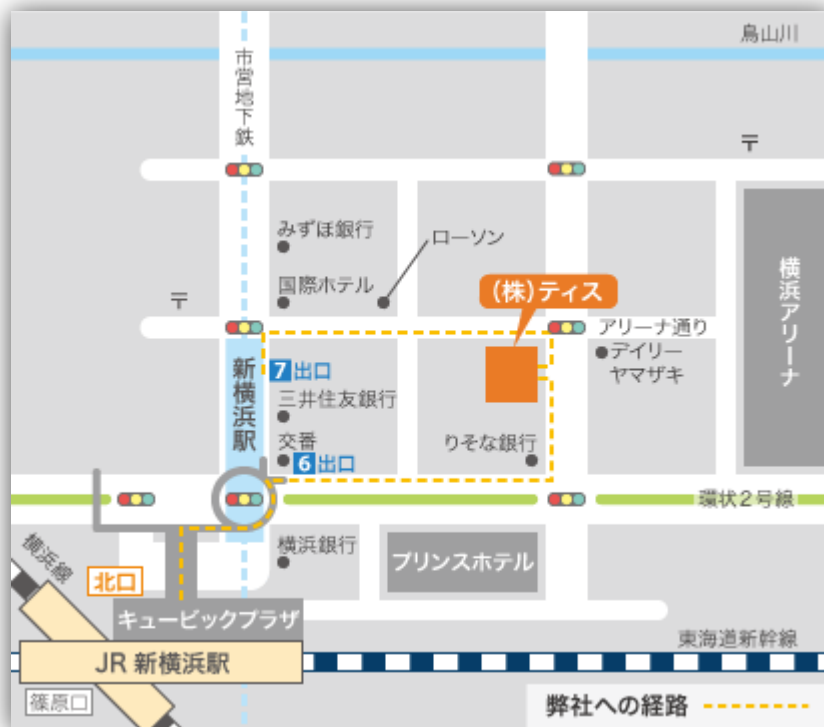 鳥山川
市営地下鉄
〒
みずほ銀行
ローソン
国際ホテル
〒
(株)ティス
横浜アリーナ
アリーナ通り
デイリー
ヤマザキ
新横浜駅
7出口
三井住友銀行
交番
りそな銀行
6出口
環状2号線
横浜線
横浜銀行
プリンスホテル
北口
キュービックプラザ
東海道新幹線
JR 新横浜駅
篠原口
弊社への経路